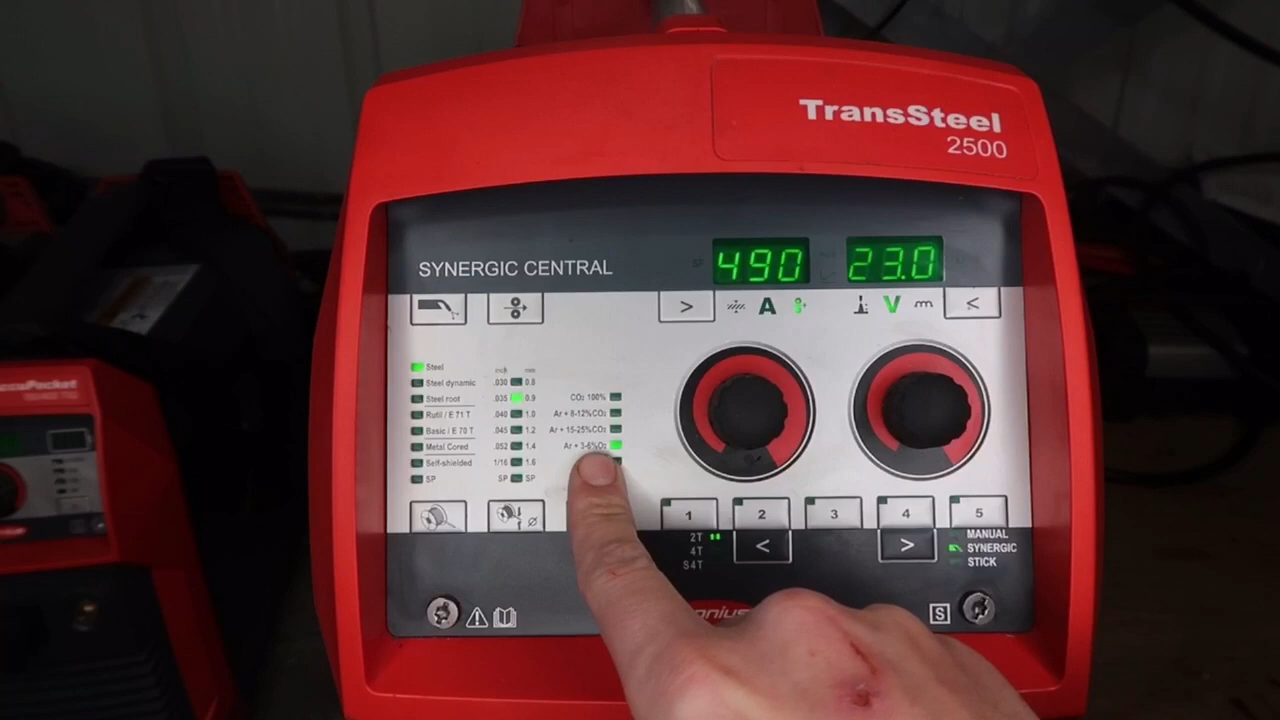 TransSteel
2500
SYNERGIC CENTRAL
490 23.0
> A V <
Steel
inch mm
Steel dynamic .030 0.8
Steel root .035 0.9
CO₂ 100%
Rutil / E 71 T .040 1.0
Ar + 8-12%CO₂
Basic / E 70 T .045 1.2
Ar + 15-25%CO₂
Metal Cored .052 1.4
Ar + 3-6%O₂
Self-shielded 1/16 1.6
SP SP SP
1 2 3 4 5
2T
4T
S4T
< >
MANUAL
SYNERGIC
STICK
onius
S
ccuPocket